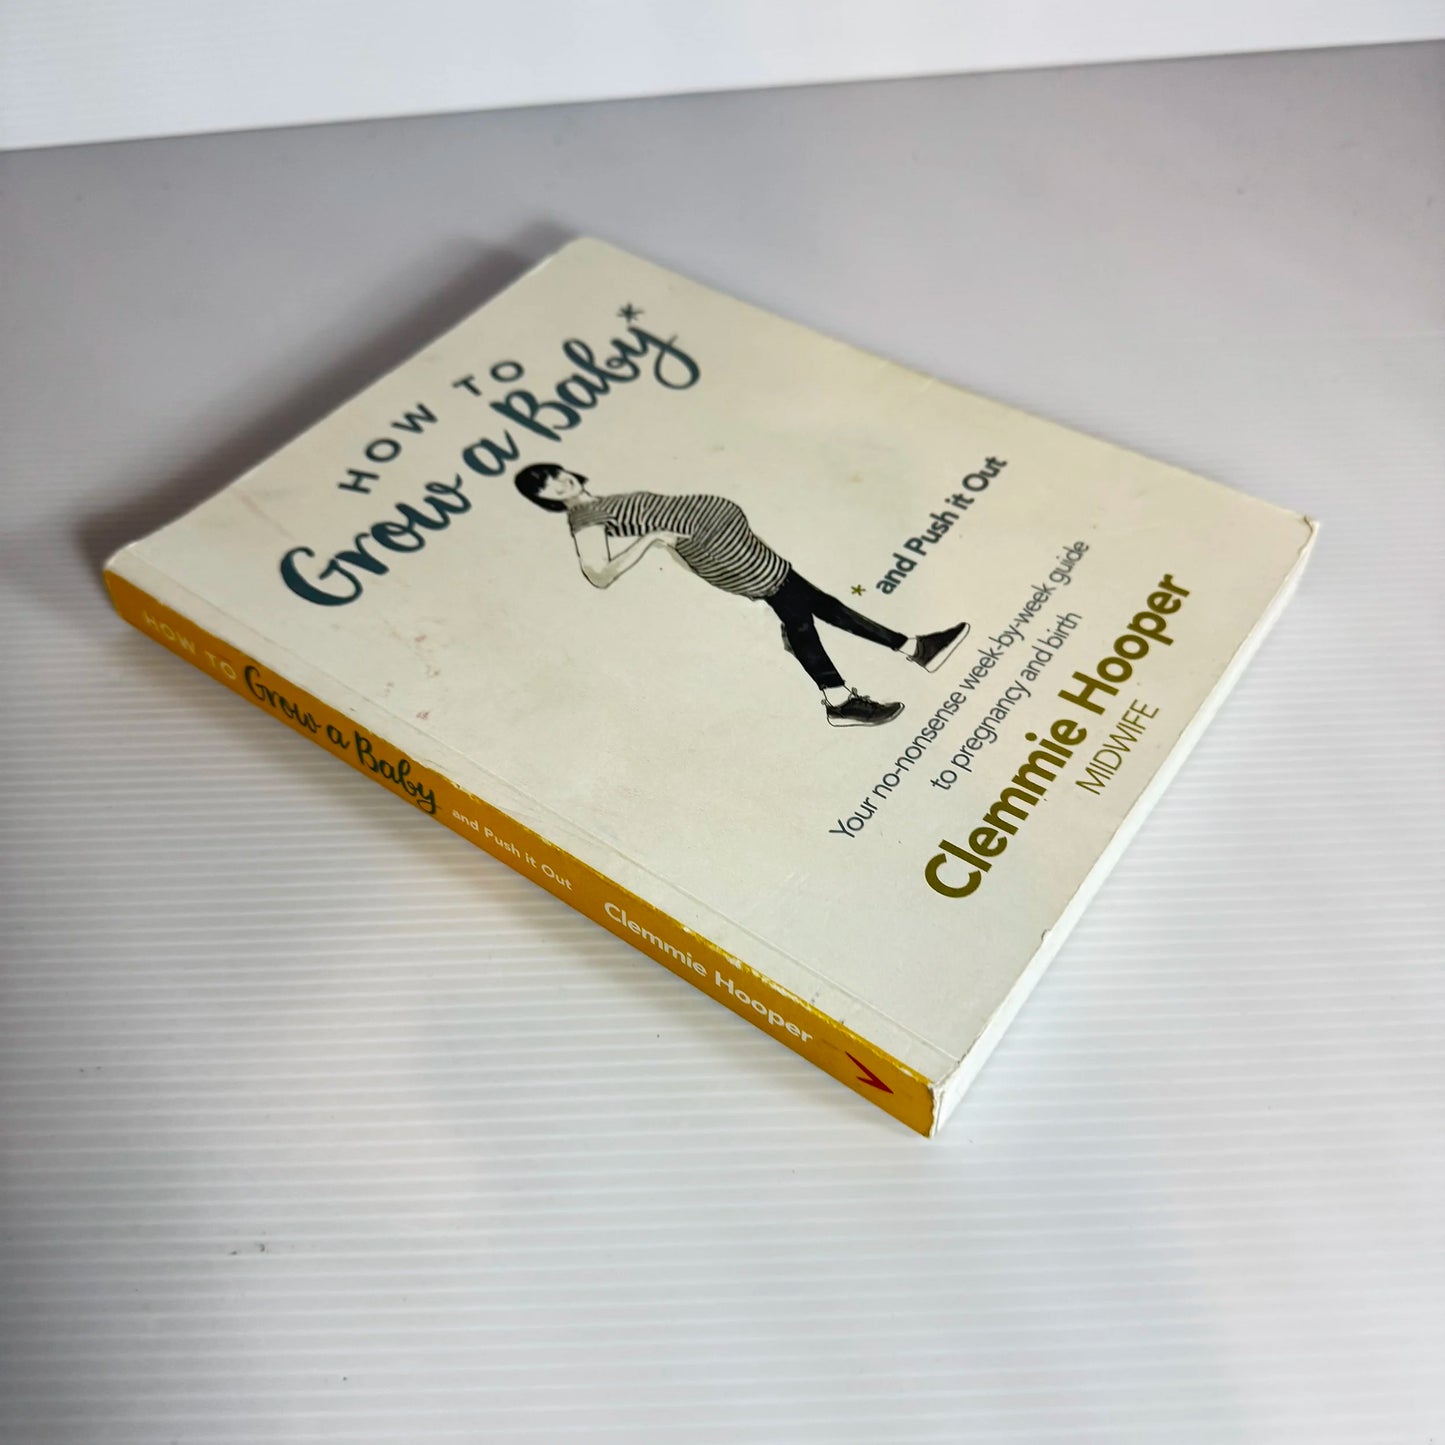 HOW TO
Grow a Baby*
* and Push it Out
Your no-nonsense week-by-week guide
to pregnancy and birth
Clemmie Hooper
MIDWIFE
HOW TO Grow a Baby and Push it Out Clemmie Hooper